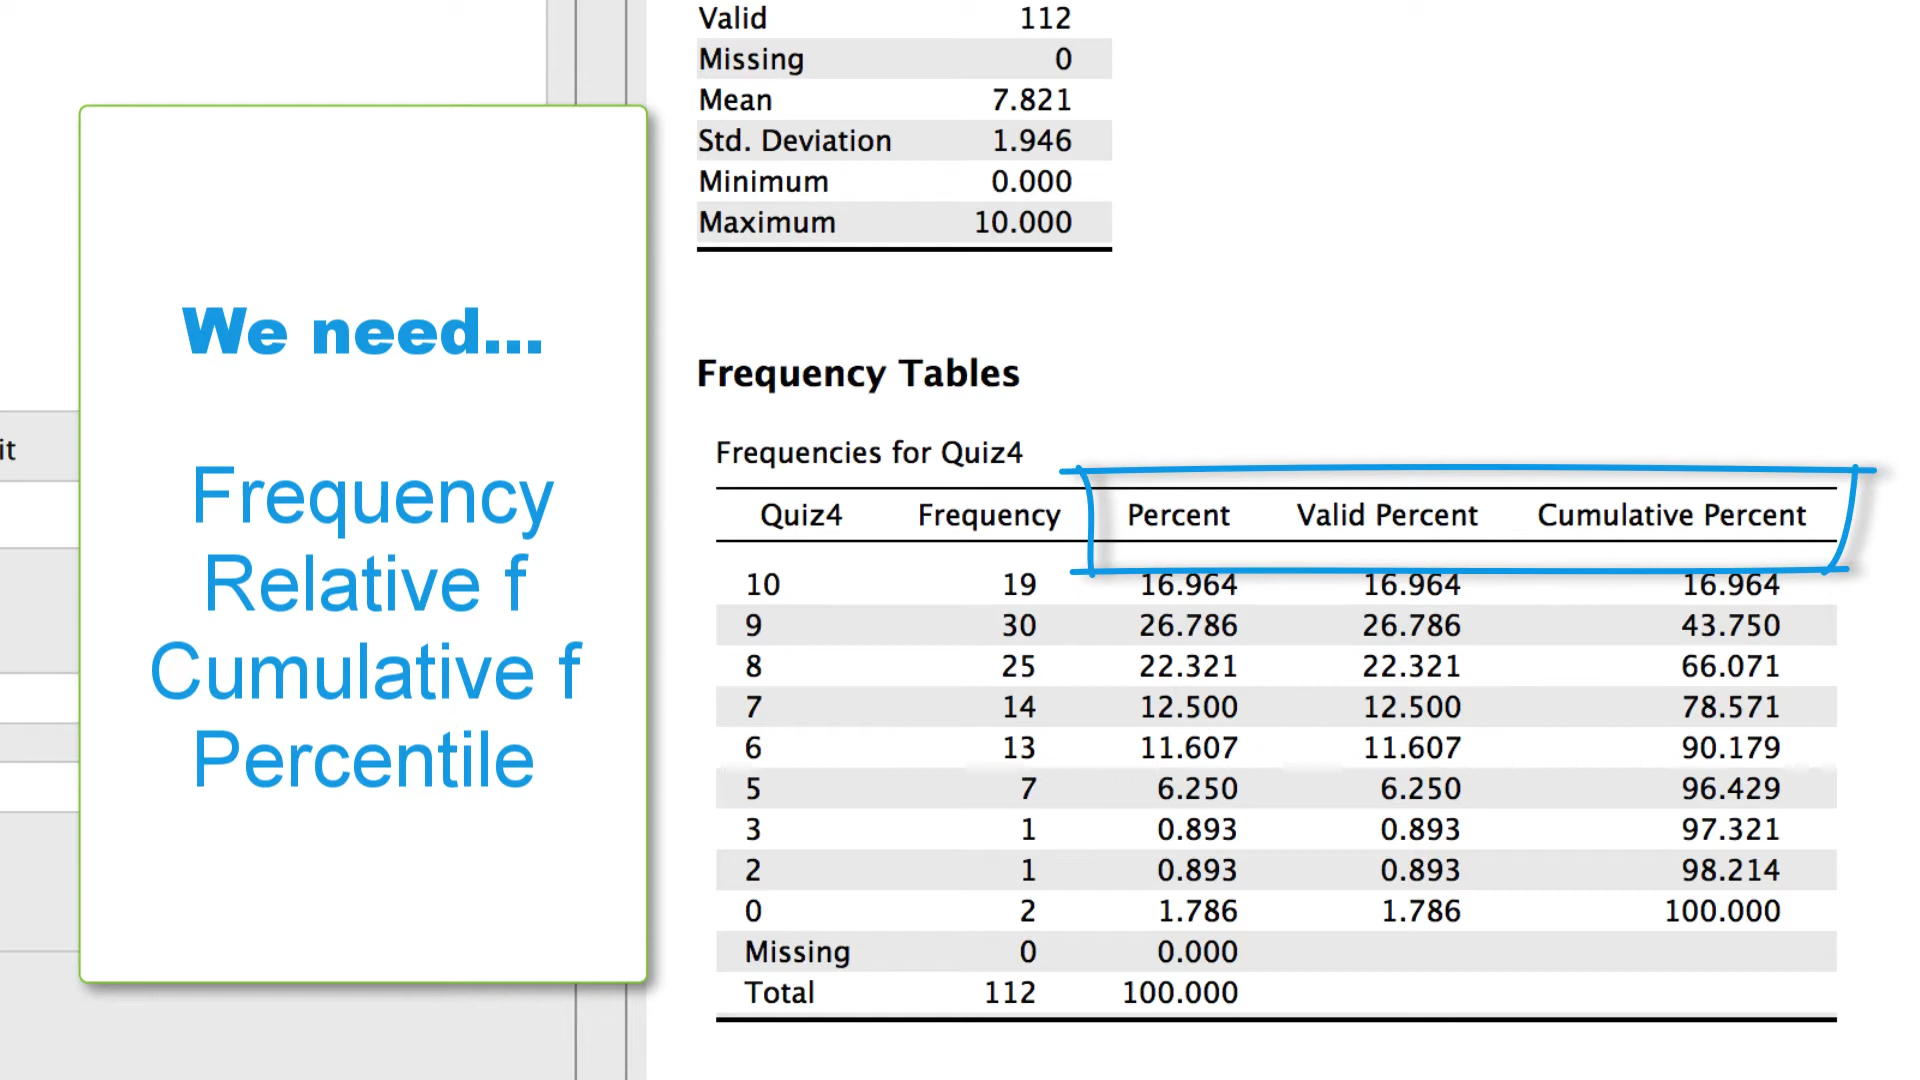 Valid 112
Missing 0
Mean 7.821
Std. Deviation 1.946
Minimum 0.000
Maximum 10.000
We need...
Frequency
Relative f
Cumulative f
Percentile
it
Frequency Tables
Frequencies for Quiz4
Quiz4 Frequency Percent Valid Percent Cumulative Percent
10 19 16.964 16.964 16.964
9 30 26.786 26.786 43.750
8 25 22.321 22.321 66.071
7 14 12.500 12.500 78.571
6 13 11.607 11.607 90.179
5 7 6.250 6.250 96.429
3 1 0.893 0.893 97.321
2 1 0.893 0.893 98.214
0 2 1.786 1.786 100.000
Missing 0 0.000
Total 112 100.000